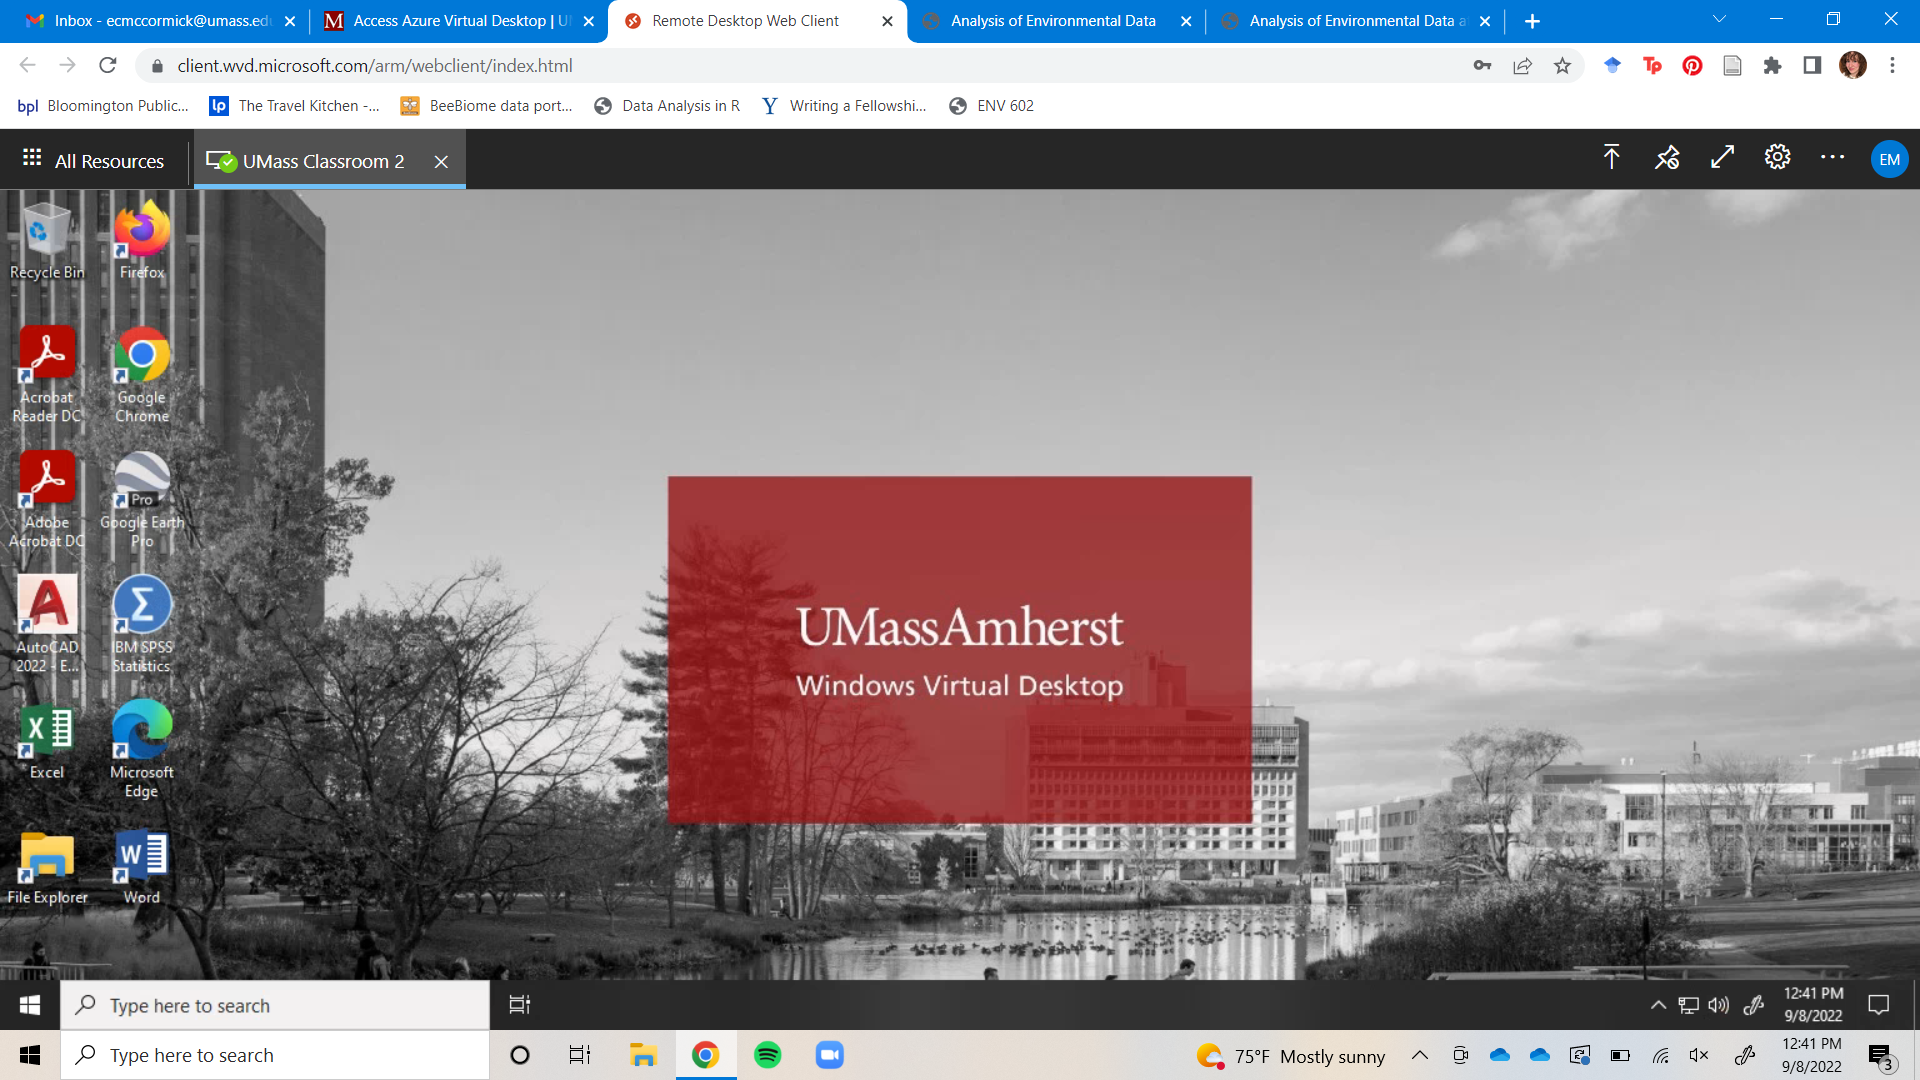 Inbox - ecmccormick@umass.ed
Access Azure Virtual Desktop | U
Remote Desktop Web Client
Analysis of Environmental Data
Analysis of Environmental Data a
client.wvd.microsoft.com/arm/webclient/index.html
bpl Bloomington Public...
lp The Travel Kitchen -...
BeeBiome data port...
Data Analysis in R
Y Writing a Fellowshi...
ENV 602
All Resources
UMass Classroom 2
EM
Recycle Bin
Firefox
Acrobat
Reader DC
Google
Chrome
Adobe
Acrobat DC
Pro
Google Earth
Pro
AutoCAD
2022 - E...
IBM SPSS
Statistics
Excel
Microsoft
Edge
File Explorer
Word
UMassAmherst
Windows Virtual Desktop
Type here to search
12:41 PM
9/8/2022
Type here to search
75°F Mostly sunny
12:41 PM
9/8/2022
3